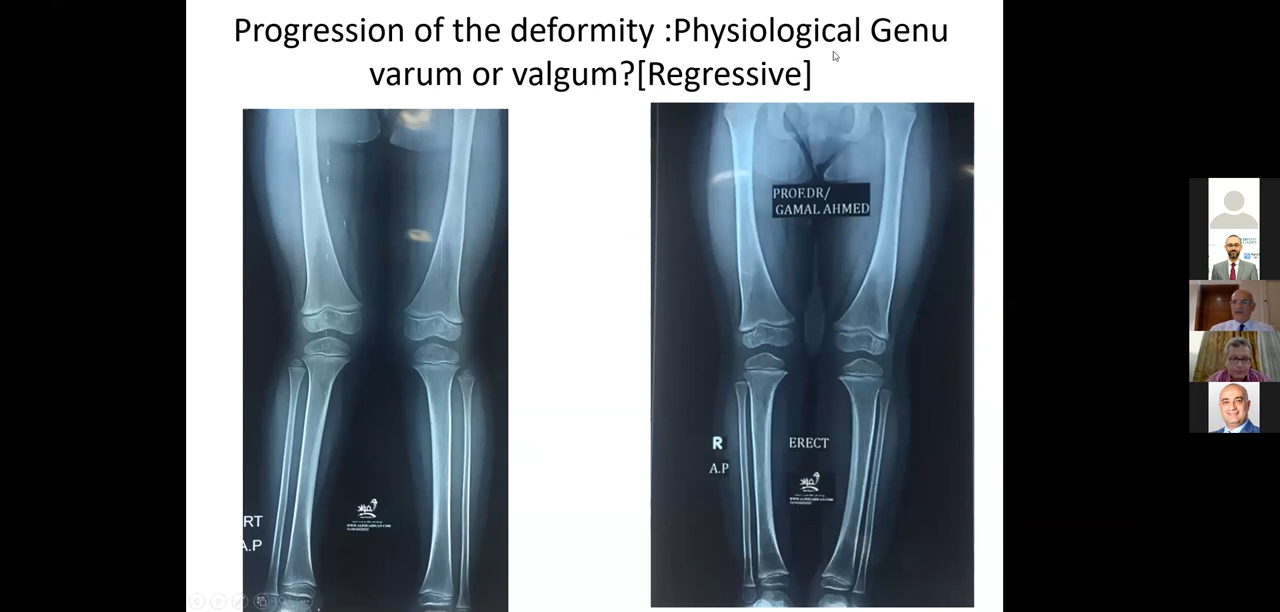 Progression of the deformity :Physiological Genu
varum or valgum?[Regressive]
PROF.DR/
GAMAL AHMED
R
A.P
ERECT
RT
A.P